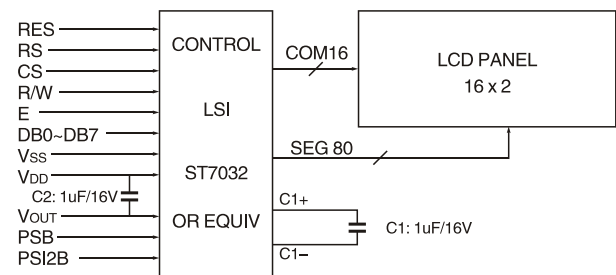 RES
RS
CS
R/W
E
DB0~DB7
VSS
VDD
C2: 1uF/16V
VOUT
PSB
PSI2B
CONTROL
LSI
ST7032
OR EQUIV
COM16
SEG 80
C1+
C1: 1uF/16V
C1–
LCD PANEL
16 x 2